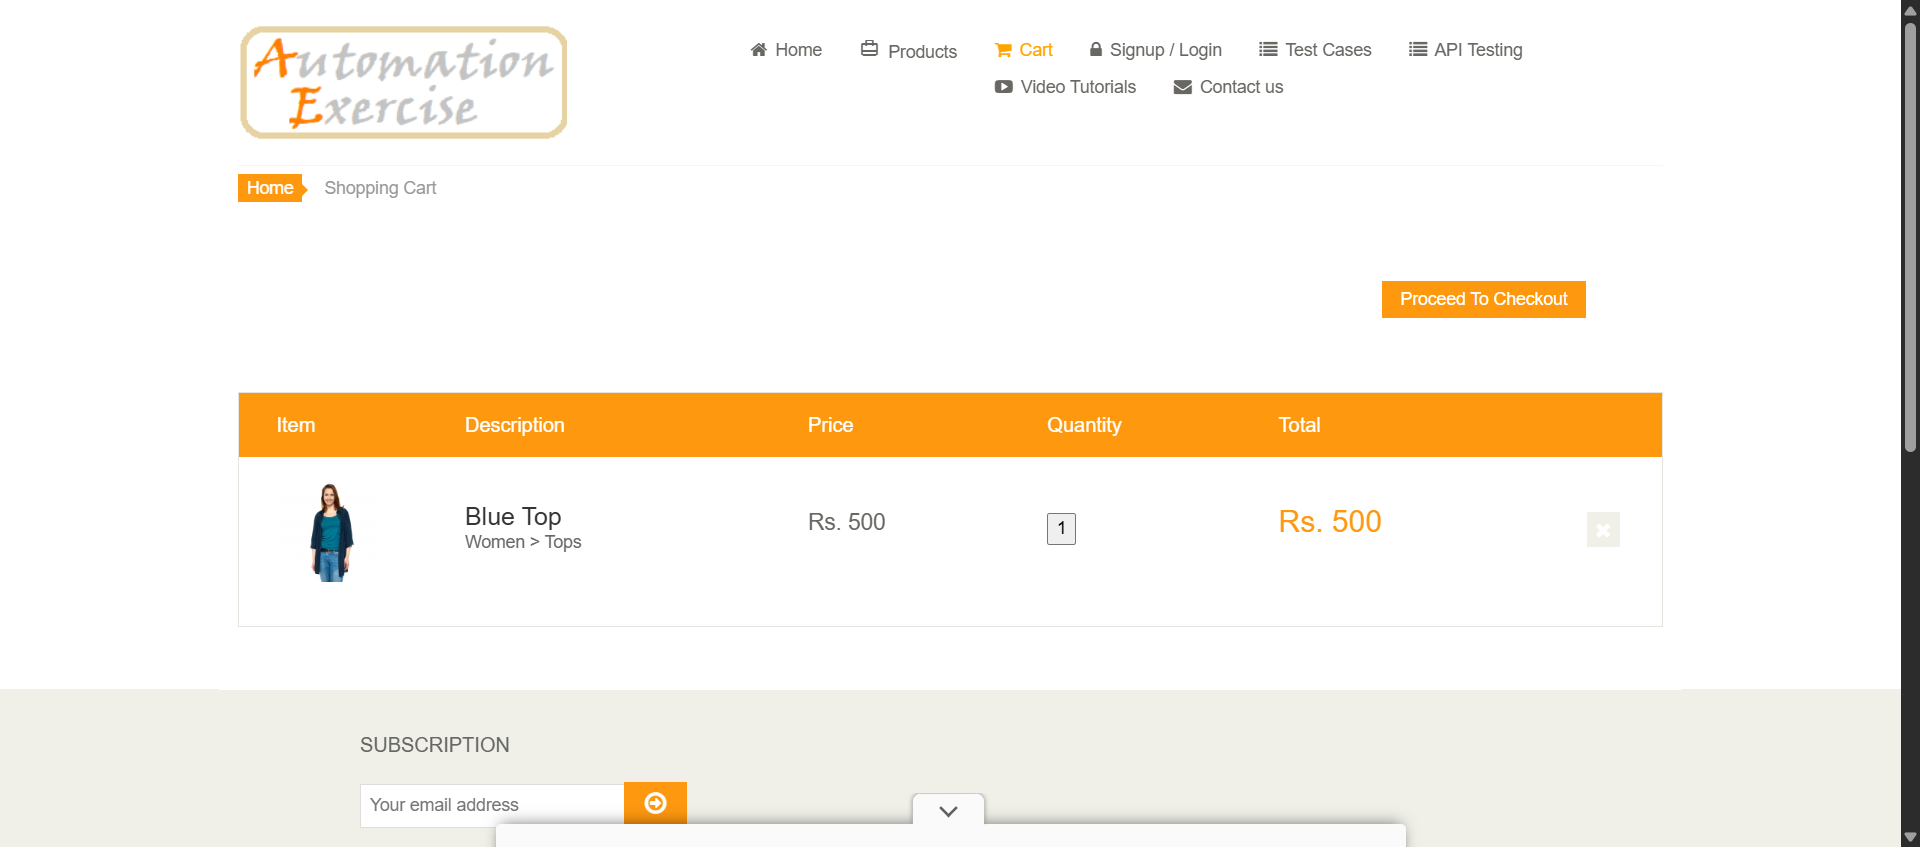 Automation
Exercise
Home
Products
Cart
Signup / Login
Test Cases
API Testing
Video Tutorials
Contact us
Home
Shopping Cart
Proceed To Checkout
Item Description Price Quantity Total
Blue Top
Women > Tops
Rs. 500
1
Rs. 500
SUBSCRIPTION
Your email address